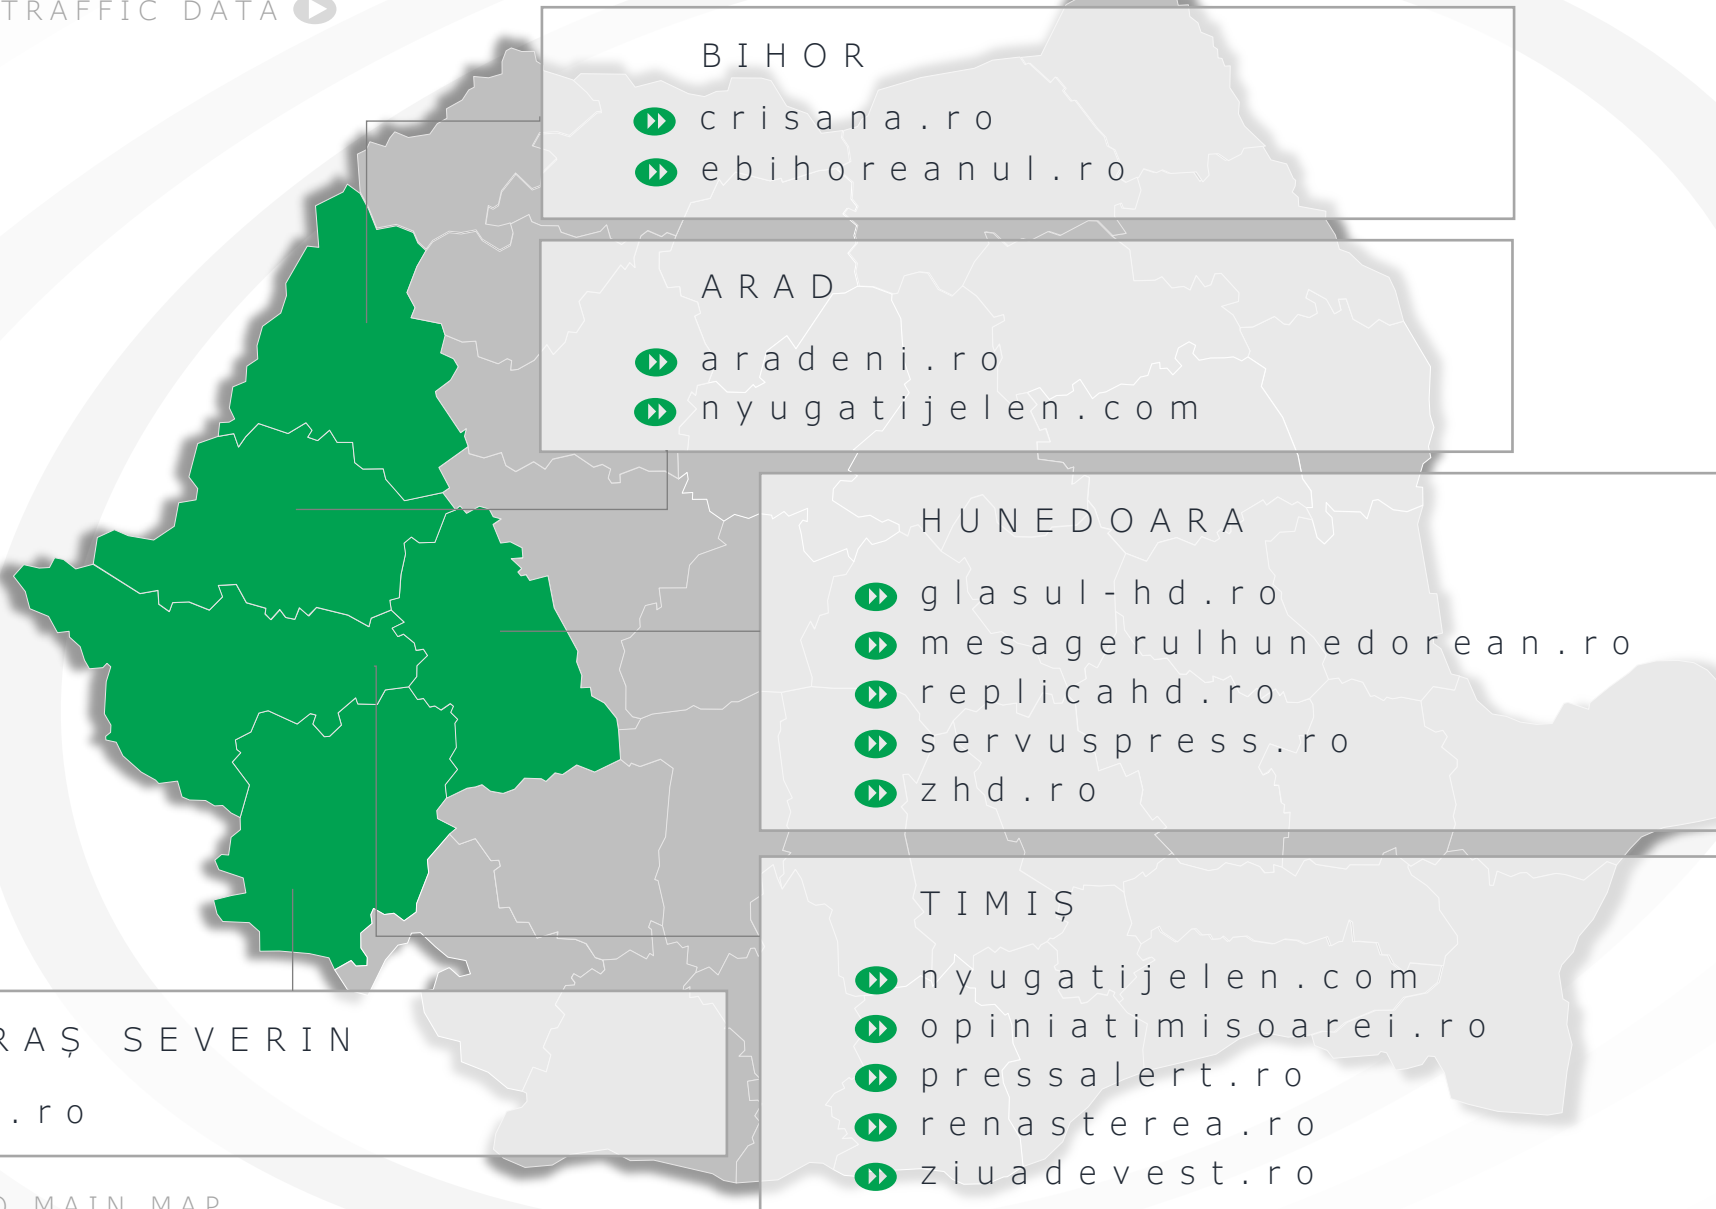 TRAFFIC DATA
BIHOR
crisana.ro
ebihoreanul.ro
ARAD
aradeni.ro
nyugatijelen.com
HUNEDOARA
glasul-hd.ro
mesagerulhunedorean.ro
replicahd.ro
servuspress.ro
zhd.ro
TIMIȘ
nyugatijelen.com
opiniatimisoarei.ro
pressalert.ro
renasterea.ro
ziuadevest.ro
RAȘ SEVERIN
.ro
MAIN MAP